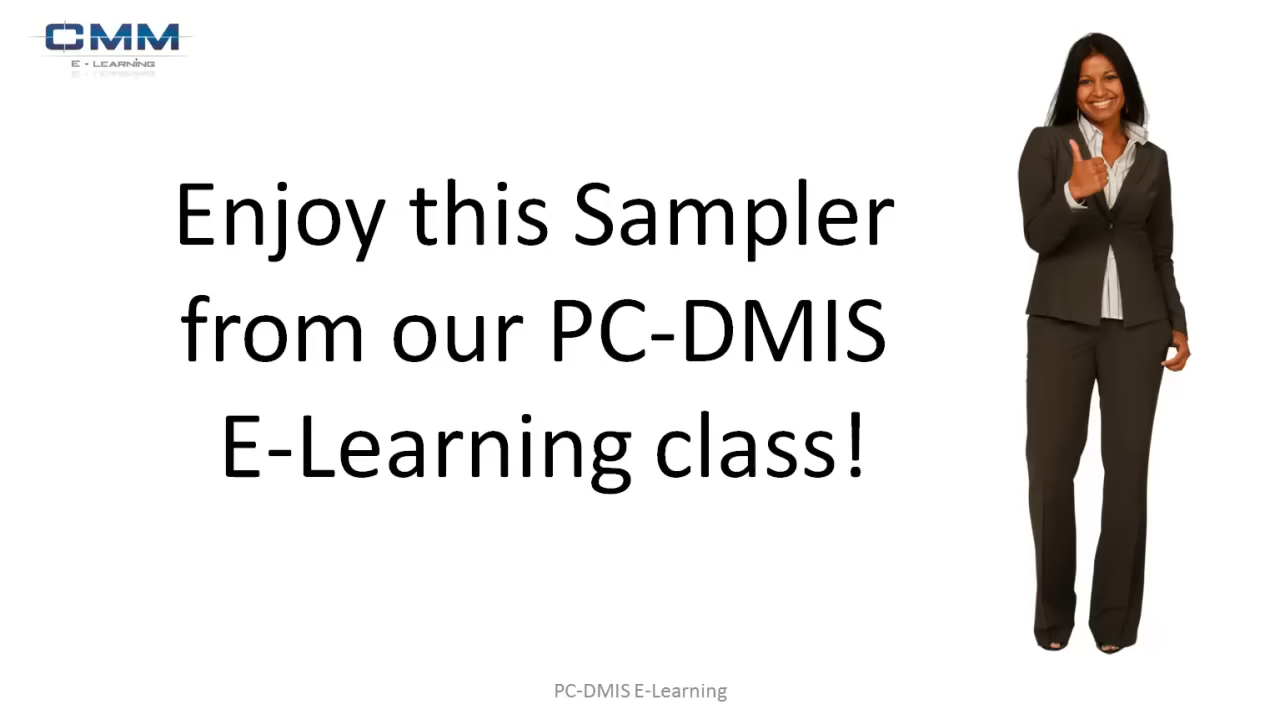 CMM
E - LEARNING
Enjoy this Sampler
from our PC-DMIS
E-Learning class!
PC-DMIS E-Learning